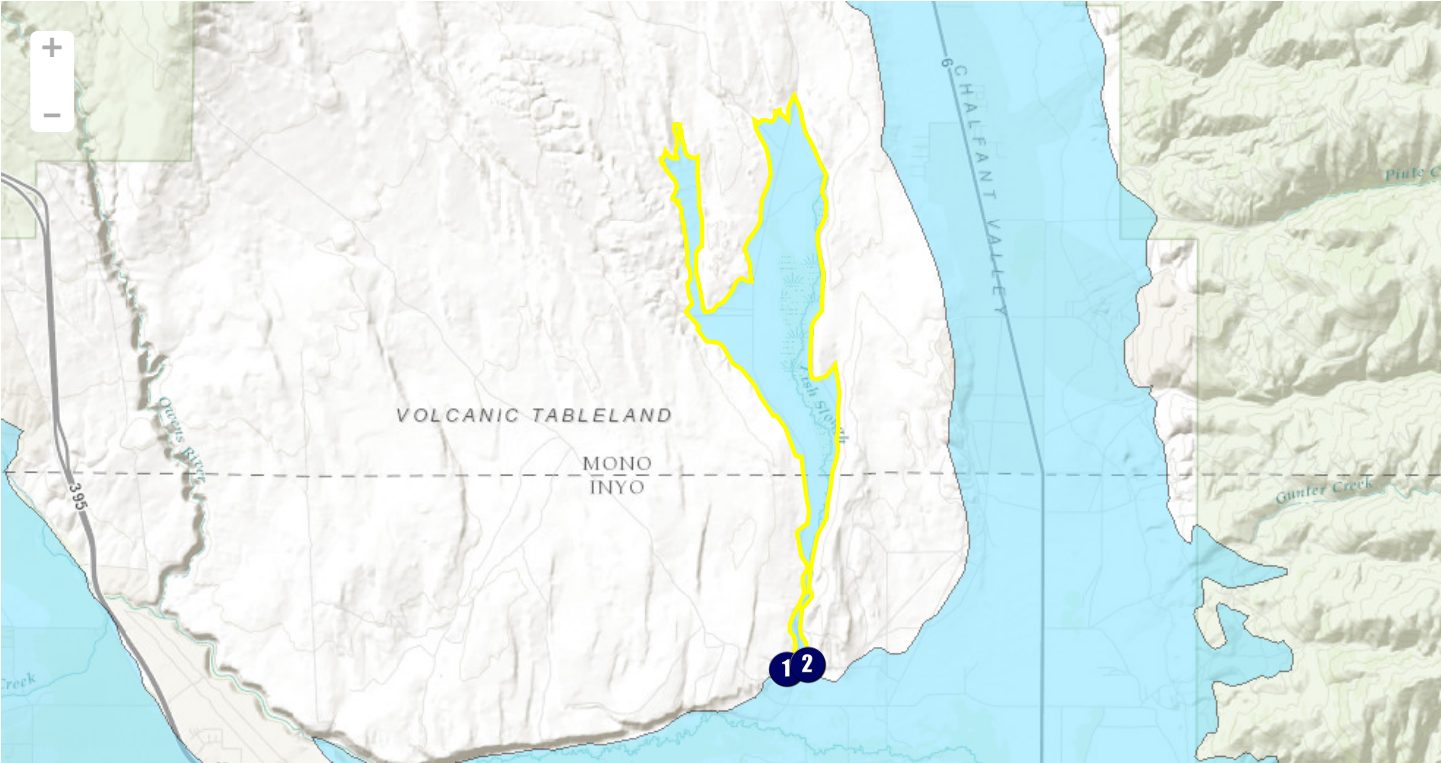 +
−
6
CHALFANT VALLEY
Piute C
Owens River
Fish Slough
VOLCANIC TABLELAND
MONO
INYO
395
Gunter Creek
Creek
1
2